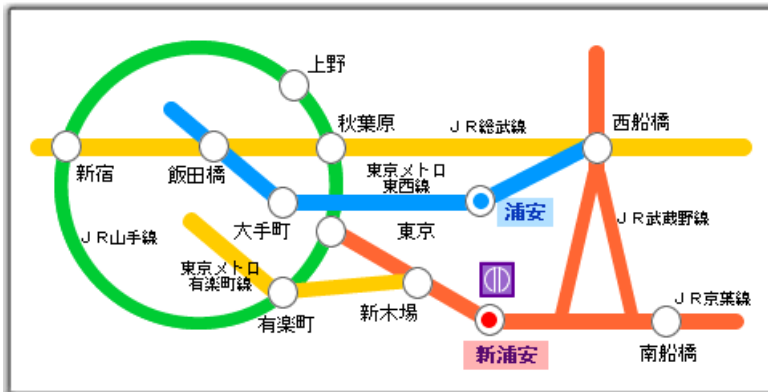 上野
秋葉原
ＪＲ総武線
西船橋
新宿
飯田橋
東京メトロ
東西線
大手町
東京
浦安
ＪＲ武蔵野線
ＪＲ山手線
東京メトロ
有楽町線
有楽町
新木場
ＪＲ京葉線
新浦安
南船橋